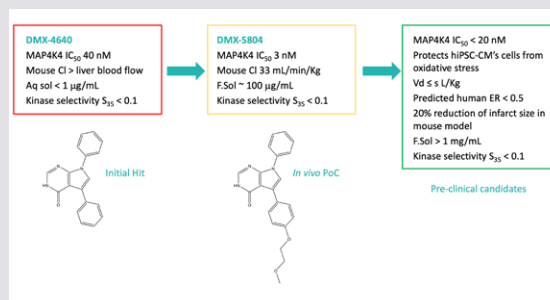 DMX-4640
MAP4K4 IC50 40 nM
Mouse Cl > liver blood flow
Aq sol < 1 µg/mL
Kinase selectivity S35 < 0.1
DMX-5804
MAP4K4 IC50 3 nM
Mouse Cl 33 mL/min/Kg
F.Sol ~ 100 µg/mL
Kinase selectivity S35 < 0.1
MAP4K4 IC50 < 20 nM
Protects hiPSC-CM's cells from
oxidative stress
Vd ≤ s L/Kg
Predicted human ER < 0.5
20% reduction of infarct size in
mouse model
F.Sol > 1 mg/mL
Kinase selectivity S35 < 0.1
Initial Hit
In vivo PoC
Pre-clinical candidates
N
N
HN
O
N
N
HN
O
O
O